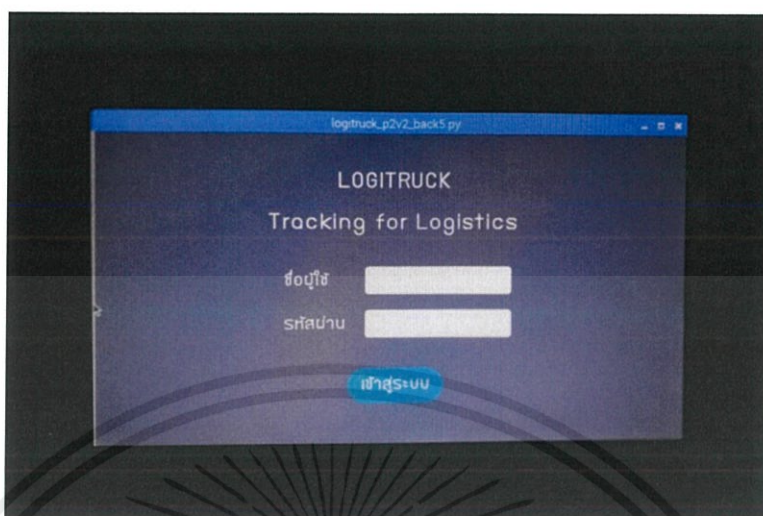 logitruck_p2v2_back5.py
LOGITRUCK
Tracking for Logistics
ชื่อผู้ใช้
รหัสผ่าน
เข้าสู่ระบบ